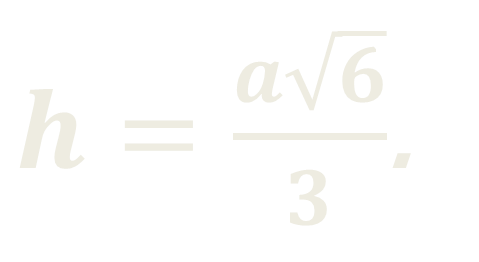 h = a√6/3.